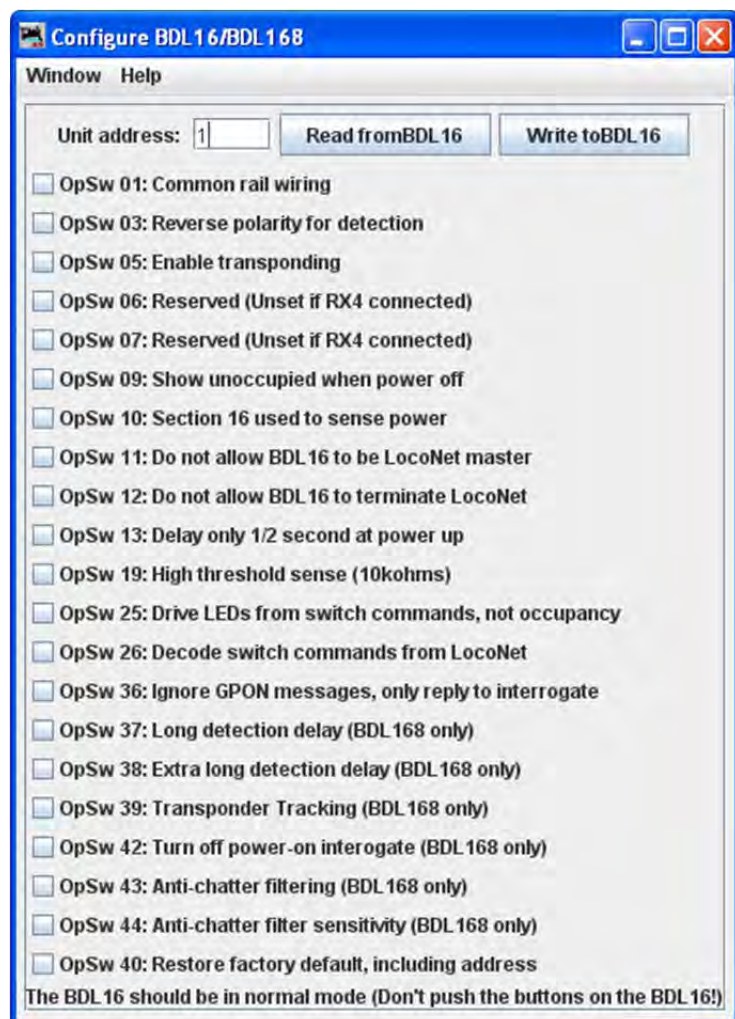 Configure BDL16/BDL168
Window Help
Unit address: 1 Read fromBDL16 Write toBDL16
OpSw 01: Common rail wiring
OpSw 03: Reverse polarity for detection
OpSw 05: Enable transponding
OpSw 06: Reserved (Unset if RX4 connected)
OpSw 07: Reserved (Unset if RX4 connected)
OpSw 09: Show unoccupied when power off
OpSw 10: Section 16 used to sense power
OpSw 11: Do not allow BDL16 to be LocoNet master
OpSw 12: Do not allow BDL16 to terminate LocoNet
OpSw 13: Delay only 1/2 second at power up
OpSw 19: High threshold sense (10kohms)
OpSw 25: Drive LEDs from switch commands, not occupancy
OpSw 26: Decode switch commands from LocoNet
OpSw 36: Ignore GPON messages, only reply to interrogate
OpSw 37: Long detection delay (BDL168 only)
OpSw 38: Extra long detection delay (BDL168 only)
OpSw 39: Transponder Tracking (BDL168 only)
OpSw 42: Turn off power-on interogate (BDL168 only)
OpSw 43: Anti-chatter filtering (BDL168 only)
OpSw 44: Anti-chatter filter sensitivity (BDL168 only)
OpSw 40: Restore factory default, including address
The BDL16 should be in normal mode (Don't push the buttons on the BDL16!)